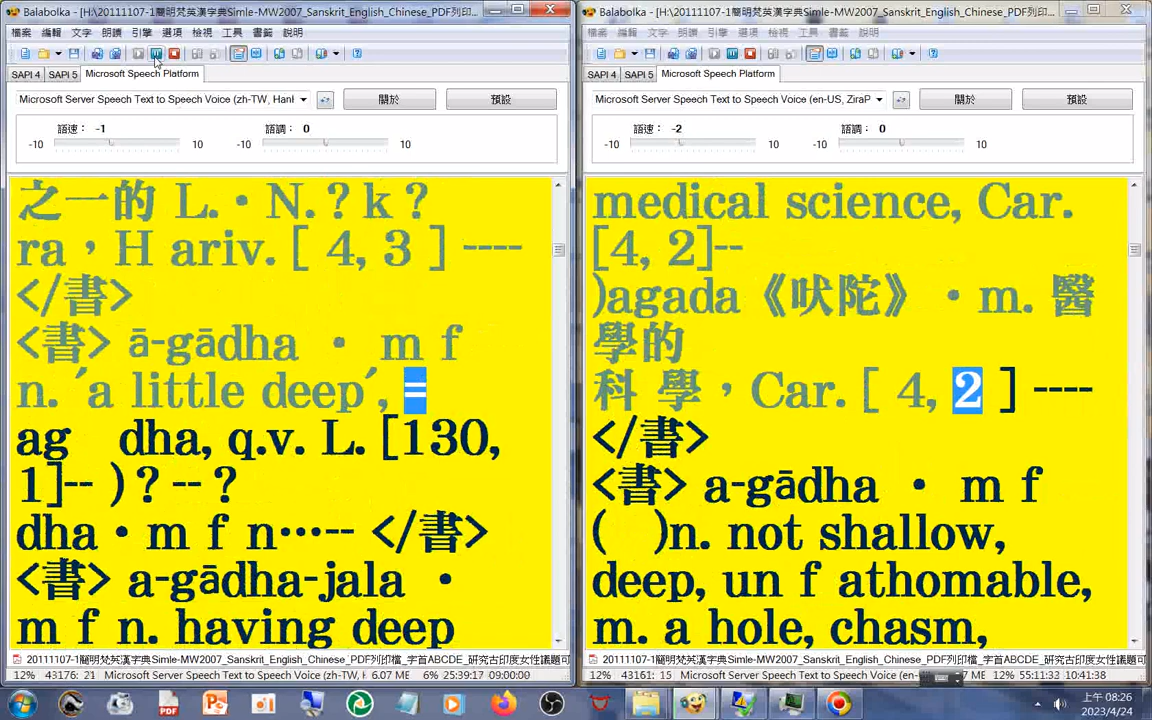 Balabolka - [H:\20111107-1簡明梵英漢字典Simle-MW2007_Sanskrit_English_Chinese_PDF列印...
檔案 編輯 文字 朗讀 引擎 選項 檢視 工具 書籤 說明
SAPI 4 SAPI 5 Microsoft Speech Platform
Microsoft Server Speech Text to Speech Voice (zh-TW, Hanl
關於 預設
語速： -1 語調： 0
-10 10 -10 10
之一的 L.・N.？k？
ra，H ariv. [ 4, 3 ] ----
</書>
<書> ā-gādha ・ m f
n. ´a little deep´, =
ag dha, q.v. L. [130,
1]-- )？--？
dha・m f n…-- </書>
<書> a-gādha-jala ・
m f n. having deep
20111107-1簡明梵英漢字典Simle-MW2007_Sanskrit_English_Chinese_PDF列印檔_字首ABCDE_研究古印度女性議題可
12% 43176: 21 Microsoft Server Speech Text to Speech Voice (zh-TW, H 6.07 ME 6% 25:39:17 09:00:00
Balabolka - [H:\20111107-1簡明梵英漢字典Simle-MW2007_Sanskrit_English_Chinese_PDF列印...
檔案 編輯 文字 朗讀 引擎 選項 檢視 工具 書籤 說明
SAPI 4 SAPI 5 Microsoft Speech Platform
Microsoft Server Speech Text to Speech Voice (en-US, ZiraP
關於 預設
語速： -2 語調： 0
-10 10 -10 10
medical science, Car.
[4, 2]--
)agada《吠陀》・m. 醫
學的
科 學，Car. [ 4, 2 ] ----
</書>
<書> a-gādha ・ m f
( )n. not shallow,
deep, un f athomable,
m. a hole, chasm,
20111107-1簡明梵英漢字典Simle-MW2007_Sanskrit_English_Chinese_PDF列印檔_字首ABCDE_研究古印度女性議題可
12% 43161: 15 Microsoft Server Speech Text to Speech Voice (en-us 12% 55:11:32 10:41:38
上午 08:26
2023/4/24